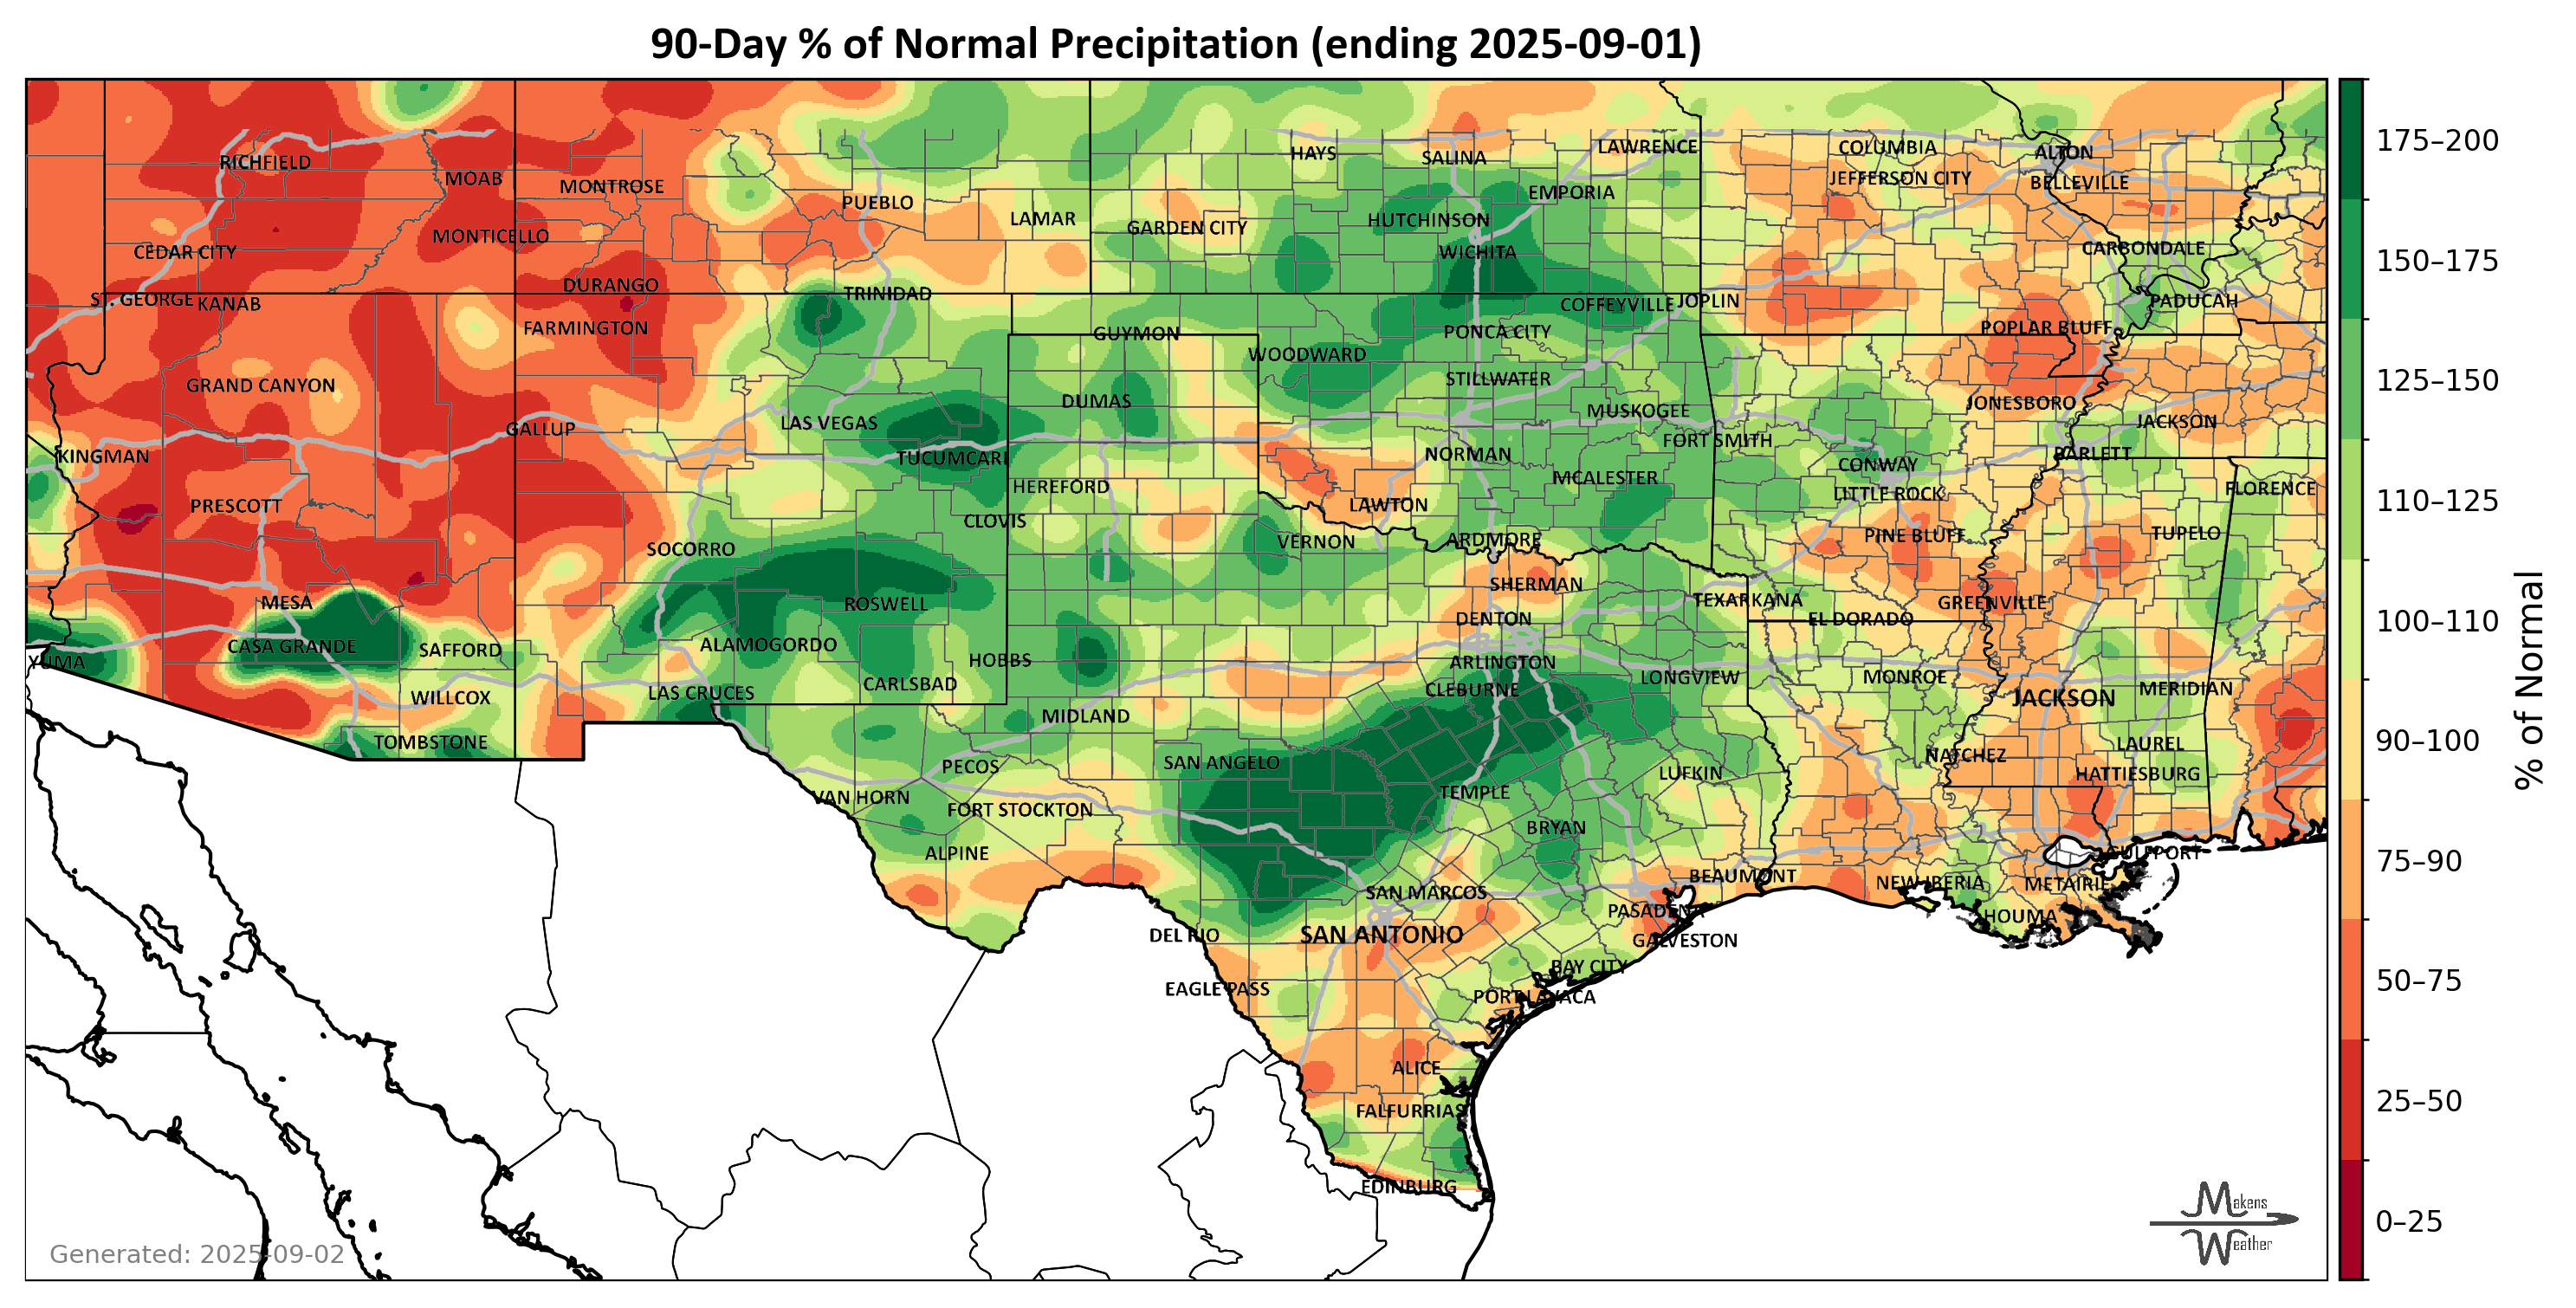 90-Day % of Normal Precipitation (ending 2025-09-01)
RICHFIELD
MOAB
MONTROSE
PUEBLO
LAMAR
HAYS
SALINA
LAWRENCE
COLUMBIA
ALTON
JEFFERSON CITY
BELLEVILLE
EMPORIA
GARDEN CITY
HUTCHINSON
WICHITA
CEDAR CITY
MONTICELLO
CARBONDALE
DURANGO
TRINIDAD
ST. GEORGE
KANAB
COFFEYVILLE
JOPLIN
PADUCAH
FARMINGTON
GUYMON
PONCA CITY
POPLAR BLUFF
WOODWARD
GRAND CANYON
STILLWATER
DUMAS
MUSKOGEE
JONESBORO
LAS VEGAS
GALLUP
JACKSON
FORT SMITH
KINGMAN
TUCUMCARI
NORMAN
BARLETT
CONWAY
MCALESTER
HEREFORD
LITTLE ROCK
FLORENCE
PRESCOTT
LAWTON
CLOVIS
SOCORRO
VERNON
ARDMORE
PINE BLUFF
TUPELO
SHERMAN
MESA
ROSWELL
TEXARKANA
GREENVILLE
DENTON
EL DORADO
CASA GRANDE
SAFFORD
ALAMOGORDO
HOBBS
YUMA
ARLINGTON
LONGVIEW
MONROE
WILLCOX
LAS CRUCES
CARLSBAD
CLEBURNE
JACKSON
MERIDIAN
MIDLAND
TOMBSTONE
LAUREL
NATCHEZ
PECOS
SAN ANGELO
LUFKIN
HATTIESBURG
VAN HORN
FORT STOCKTON
TEMPLE
BRYAN
ALPINE
GULFPORT
SAN MARCOS
BEAUMONT
NEW IBERIA
METAIRIE
PASADENA
HOUMA
DEL RIO
SAN ANTONIO
GALVESTON
BAY CITY
EAGLE PASS
PORT LAVACA
ALICE
FALFURRIAS
EDINBURG
175–200
150–175
125–150
110–125
100–110
90–100
75–90
50–75
25–50
0–25
% of Normal
Generated: 2025-09-02
Makens
Weather